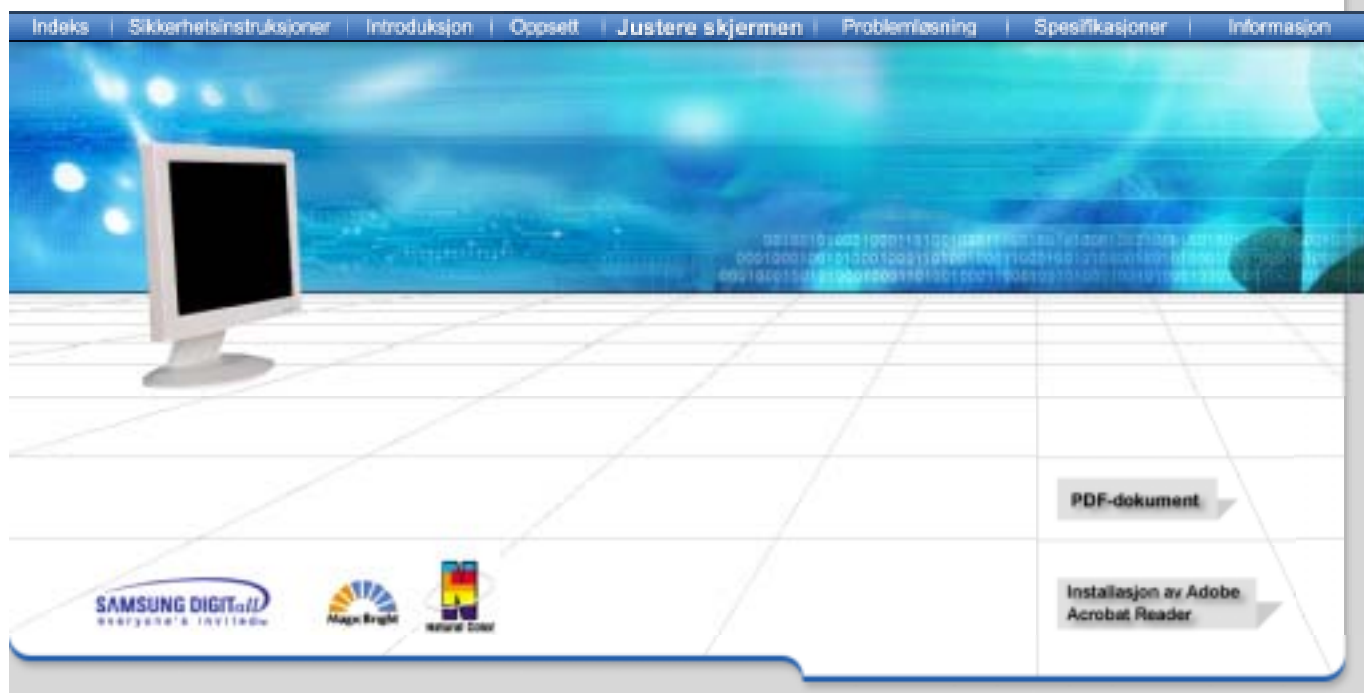 Indeks | Sikkerhetsinstruksjoner | Introduksjon | Oppsett | Justere skjermen | Problemløsning | Spesifikasjoner | Informasjon
PDF-dokument
Installasjon av Adobe
Acrobat Reader
SAMSUNG DIGITall
everyone's invited™
MagicBright
Natural Color